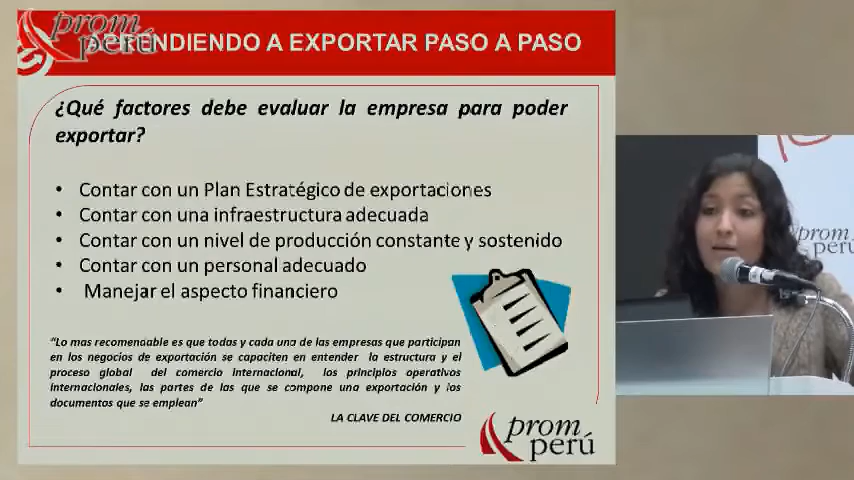 prom
perú
APRENDIENDO A EXPORTAR PASO A PASO
¿Qué factores debe evaluar la empresa para poder
exportar?
• Contar con un Plan Estratégico de exportaciones
• Contar con una infraestructura adecuada
• Contar con un nivel de producción constante y sostenido
• Contar con un personal adecuado
• Manejar el aspecto financiero
“Lo mas recomendable es que todas y cada una de las empresas que participan
en los negocios de exportación se capaciten en entender la estructura y el
proceso global del comercio internacional, los principios operativos
internacionales, las partes de las que se compone una exportación y los
documentos que se emplean”
LA CLAVE DEL COMERCIO
prom
perú
prom
perú